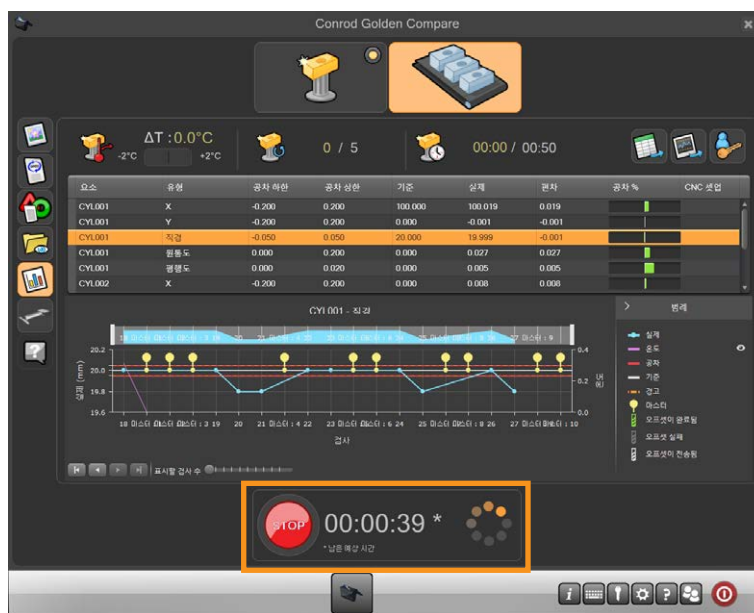 Conrod Golden Compare
ΔT : 0.0°C
-2°C +2°C
0 / 5
00:00 / 00:50
요소 유형 공차 하한 공차 상한 기준 실제 편차 공차 % CNC 셋업
CYL001 X -0.200 0.200 100.000 100.019 0.019
CYL001 Y -0.200 0.200 0.000 -0.001 -0.001
CYL001 직경 -0.050 0.050 20.000 19.999 -0.001
CYL001 원통도 0.000 0.200 0.000 0.027 0.027
CYL001 평행도 0.000 0.020 0.000 0.005 0.005
CYL002 X -0.200 0.200 0.000 0.008 0.008
CYL001 - 직경
범례
실제
온도
공차
기준
경고
마스터
오프셋이 완료됨
오프셋 실패
오프셋이 전송됨
실제 (mm)
20.2
20.0
19.8
19.6
0.4
0.2
0.0
검사
표시할 검사 수
STOP
00:00:39 *
* 남은 예상 시간